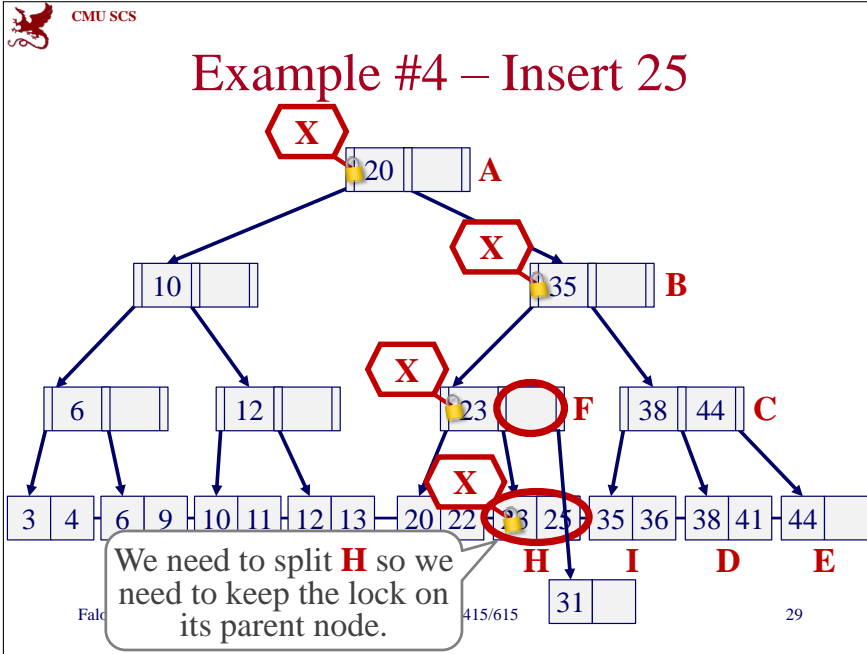 CMU SCS
Example #4 – Insert 25
X
20
A
X
10
35
B
X
6
12
23
F
38 44
C
X
3 4 6 9 10 11 12 13 20 22 23 25 35 36 38 41 44
H I D E
We need to split H so we
need to keep the lock on
its parent node.
31
Falo
415/615
29